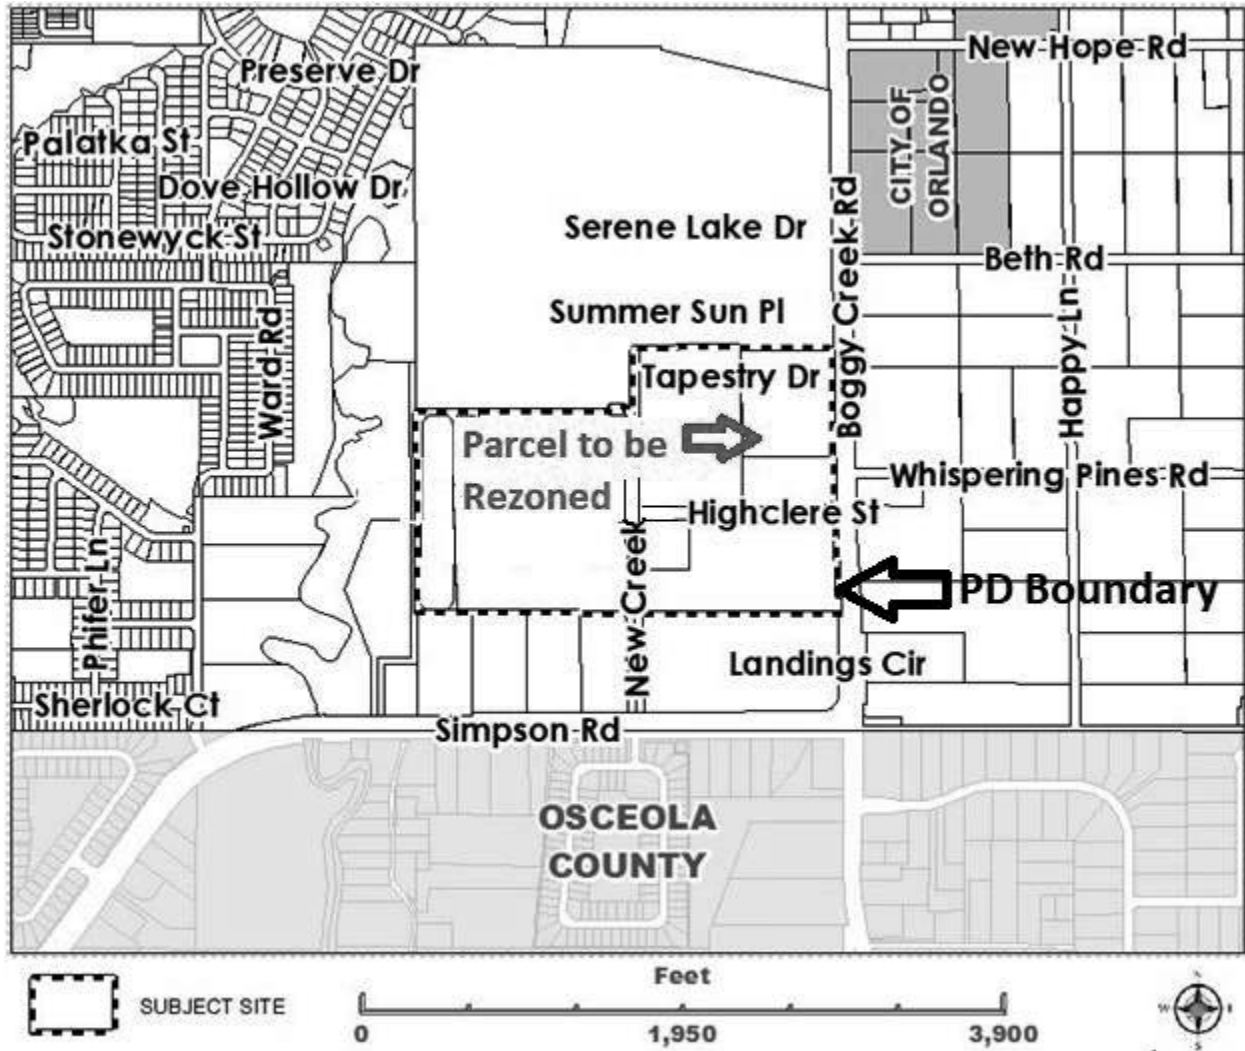 New Hope Rd
Preserve Dr
CITY OF
ORLANDO
Palatka St
Dove Hollow Dr
Boggy Creek Rd
Serene Lake Dr
Stonewyck St
Beth Rd
Summer Sun Pl
Happy Ln
Ward Rd
Tapestry Dr
Parcel to be
Rezoned
Whispering Pines Rd
Highclere St
New Creek
Phifer Ln
PD Boundary
Landings Cir
Sherlock Ct
Simpson Rd
OSCEOLA
COUNTY
SUBJECT SITE
Feet
0 1,950 3,900
N
W
S